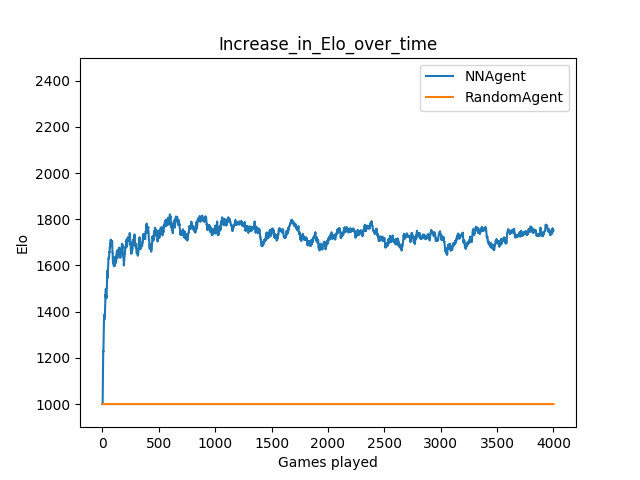 Increase_in_Elo_over_time
NNAgent
RandomAgent
2400
2200
2000
1800
1600
1400
1200
1000
Elo
0 500 1000 1500 2000 2500 3000 3500 4000
Games played